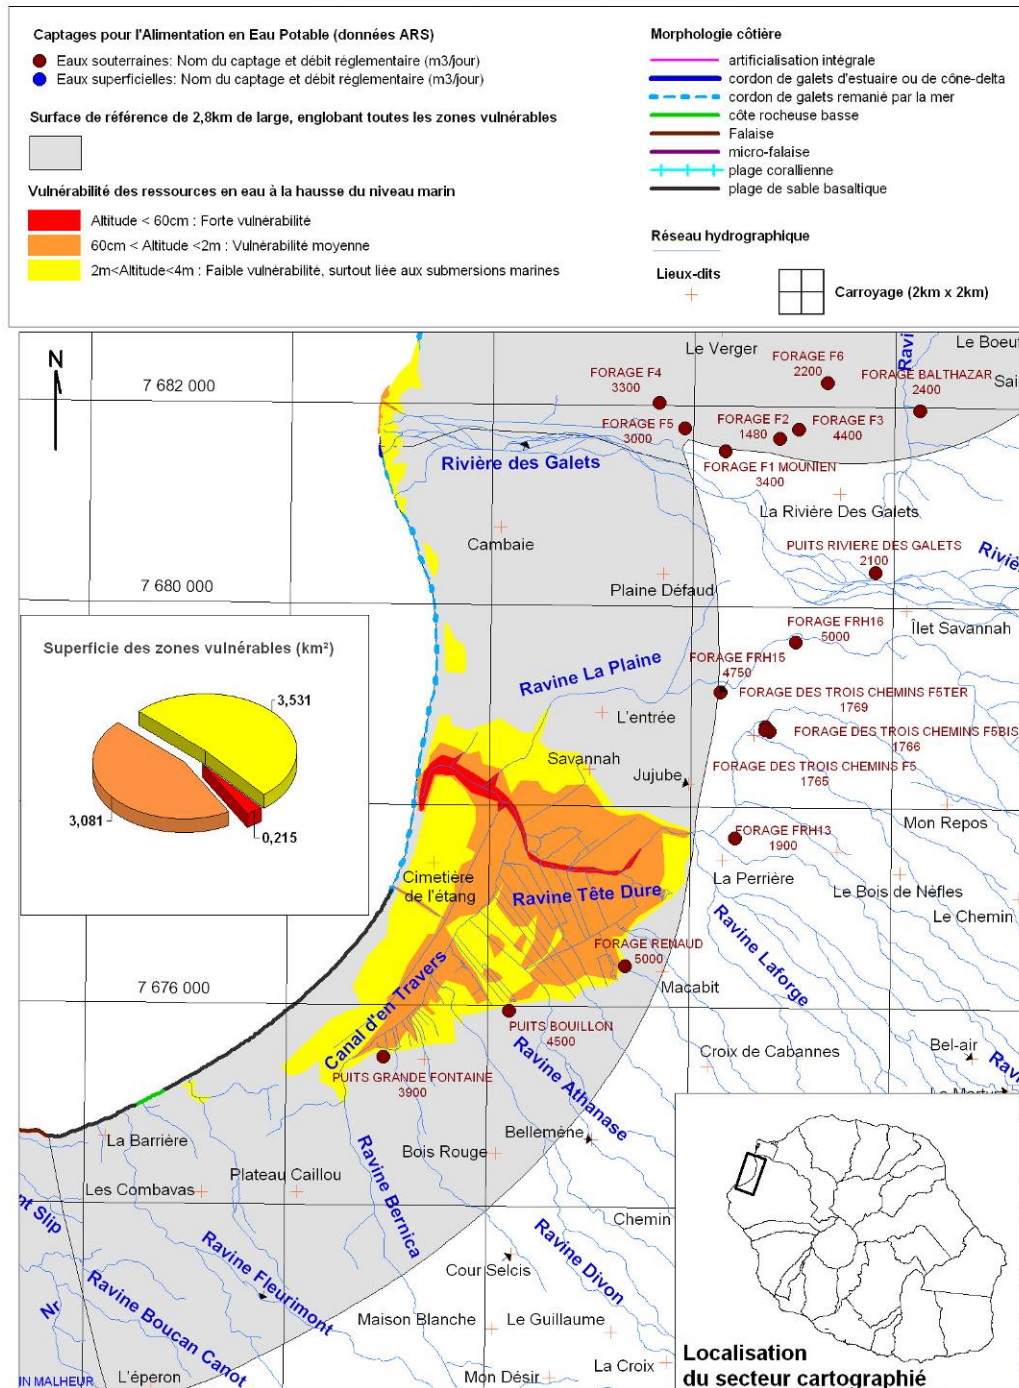 Captages pour l'Alimentation en Eau Potable (données ARS)
Eaux souterraines: Nom du captage et débit réglementaire (m3/jour)
Eaux superficielles: Nom du captage et débit réglementaire (m3/jour)
Surface de référence de 2,8km de large, englobant toutes les zones vulnérables
Vulnérabilité des ressources en eau à la hausse du niveau marin
Altitude < 60cm : Forte vulnérabilité
60cm < Altitude <2m : Vulnérabilité moyenne
2m<Altitude<4m : Faible vulnérabilité, surtout liée aux submersions marines
Morphologie côtière
artificialisation intégrale
cordon de galets d'estuaire ou de cône-delta
cordon de galets remanié par la mer
côte rocheuse basse
Falaise
micro-falaise
plage corallienne
plage de sable basaltique
Réseau hydrographique
Lieux-dits
Carroyage (2km x 2km)
N
7 682 000
7 680 000
7 676 000
Le Verger
Le Boeuf
Ravi
Sai
FORAGE F4
3300
FORAGE F6
2200
FORAGE BALTHAZAR
2400
FORAGE F5
3000
FORAGE F2
1480
FORAGE F3
4400
FORAGE F1 MOUNIEN
3400
Rivière des Galets
La Rivière Des Galets
Cambaie
PUITS RIVIERE DES GALETS
2100
Riviè
Plaine Défaud
Îlet Savannah
FORAGE FRH16
5000
FORAGE FRH15
4750
Ravine La Plaine
FORAGE DES TROIS CHEMINS F5TER
1769
L'entrée
FORAGE DES TROIS CHEMINS F5BIS
1766
FORAGE DES TROIS CHEMINS F5
1765
Savannah
Jujube
Mon Repos
FORAGE FRH13
1900
Superficie des zones vulnérables (km²)
3,531
3,081
0,215
Cimetière
de l'étang
La Perrière
Le Bois de Nèfles
Ravine Tête Dure
Le Chemin
FORAGE RENAUD
5000
Macabit
Ravine Laforge
Canal d'en Travers
PUITS BOUILLON
4500
Croix de Cabannes
Bel-air
Ravi
PUITS GRANDE FONTAINE
3900
Ravine Athanase
Bellemène
La Barrière
Bois Rouge
Les Combavas
Plateau Caillou
Ravine Bernica
nt Slip
Chemin
Ravine Fleurimont
Cour Selcis
Ravine Divon
Ravine Boucan Canot
Nr
Maison Blanche
Le Guillaume
La Croix
L'éperon
Mon Désir
IN MALHEUR
Localisation
du secteur cartographié